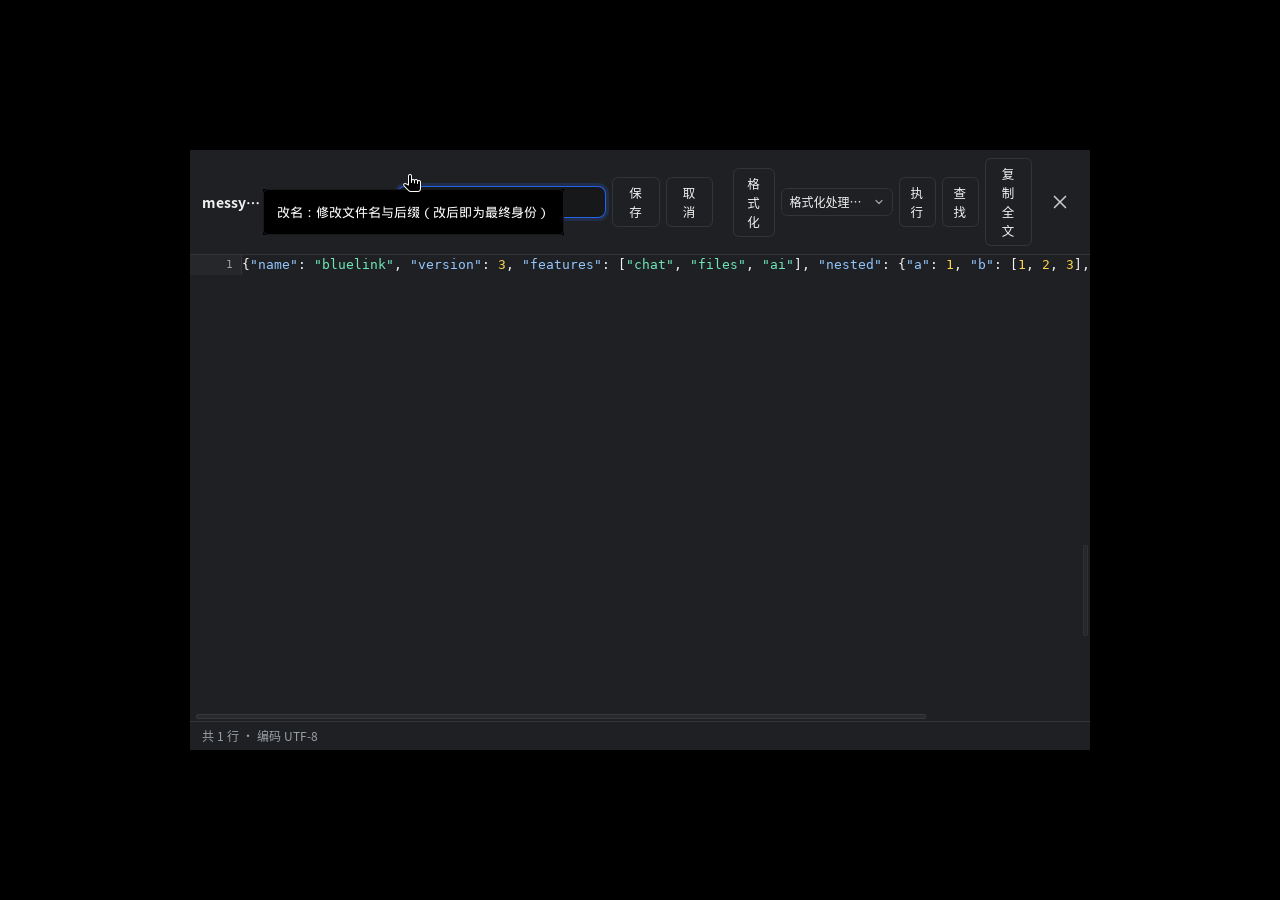 messy…
改名：修改文件名与后缀（改后即为最终身份）
保存
取消
格式化
格式化处理…
执行
查找
复制全文
1
{"name": "bluelink", "version": 3, "features": ["chat", "files", "ai"], "nested": {"a": 1, "b": [1, 2, 3],
共 1 行 · 编码 UTF-8